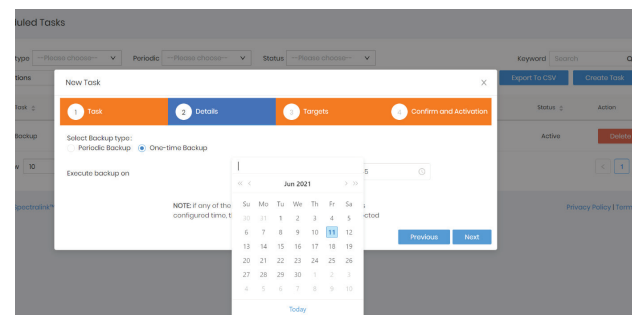 duled Tasks
type --Please choose-- Periodic --Please choose-- Status --Please choose-- Keyword Search
tions Export To CSV Create Task
New Task
Task Status Action
1 Task 2 Details 3 Targets 4 Confirm and Activation
Select Backup type:
Periodic Backup One-time Backup
Backup Active Delete
w 10 1
Execute backup on
Jun 2021
Su Mo Tu We Th Fr Sa
30 31 1 2 3 4 5
6 7 8 9 10 11 12
13 14 15 16 17 18 19
20 21 22 23 24 25 26
27 28 29 30 1 2 3
4 5 6 7 8 9 10
Today
NOTE: if any of the
configured time, t cted
Previous Next
spectralink Privacy Policy | Term